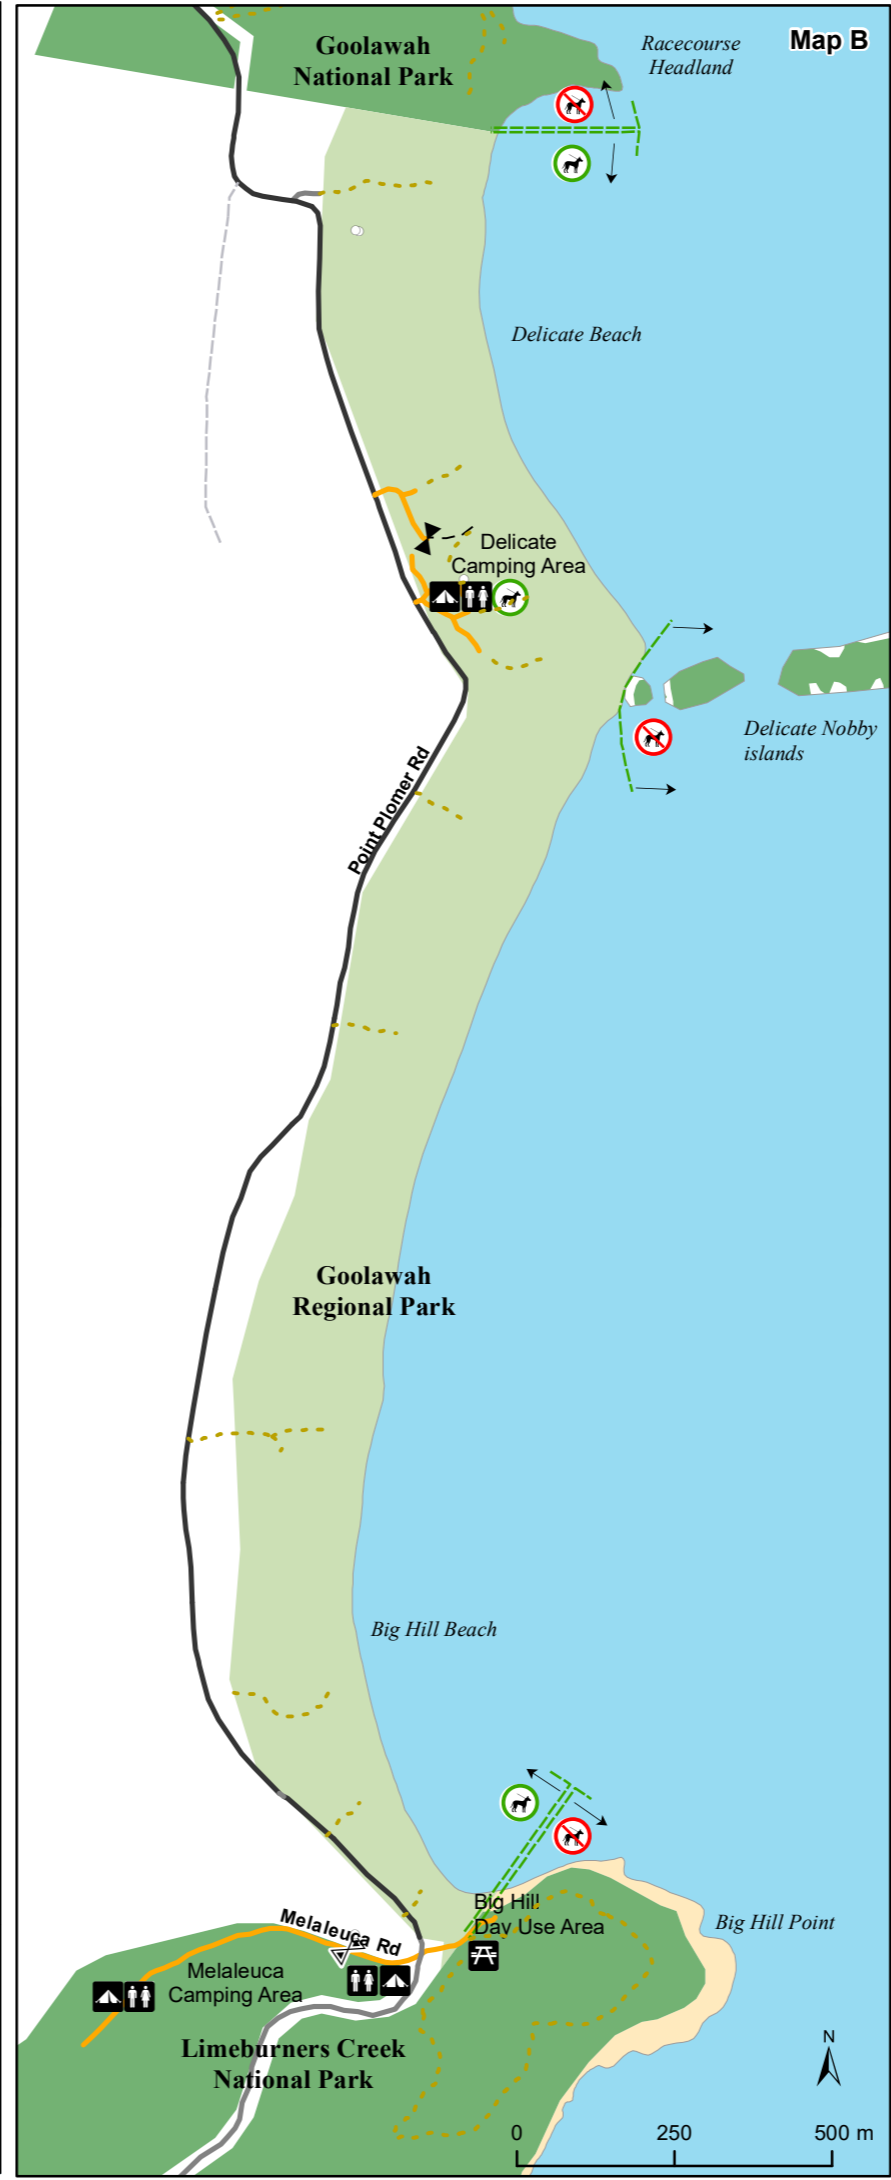 Map B
Goolawah
National Park
Racecourse
Headland
Delicate Beach
Delicate
Camping Area
Delicate Nobby
islands
Point Plomer Rd
Goolawah
Regional Park
Big Hill Beach
Big Hill
Day Use Area
Big Hill Point
Melaleuca Rd
Melaleuca
Camping Area
Limeburners Creek
National Park
N
0 250 500 m